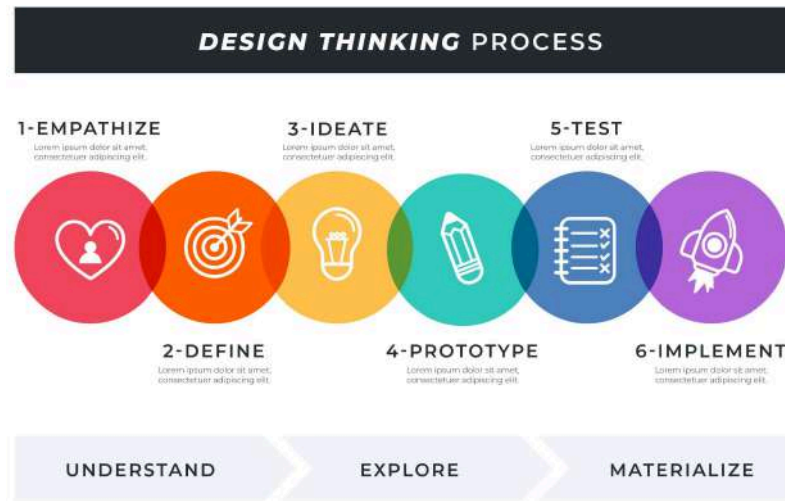 DESIGN THINKING PROCESS
1-EMPATHIZE
Lorem ipsum dolor sit amet,
consectetuer adipiscing elit.
2-DEFINE
Lorem ipsum dolor sit amet,
consectetuer adipiscing elit.
3-IDEATE
Lorem ipsum dolor sit amet,
consectetuer adipiscing elit.
4-PROTOTYPE
Lorem ipsum dolor sit amet,
consectetuer adipiscing elit.
5-TEST
Lorem ipsum dolor sit amet,
consectetuer adipiscing elit.
6-IMPLEMENT
Lorem ipsum dolor sit amet,
consectetuer adipiscing elit.
UNDERSTAND
EXPLORE
MATERIALIZE